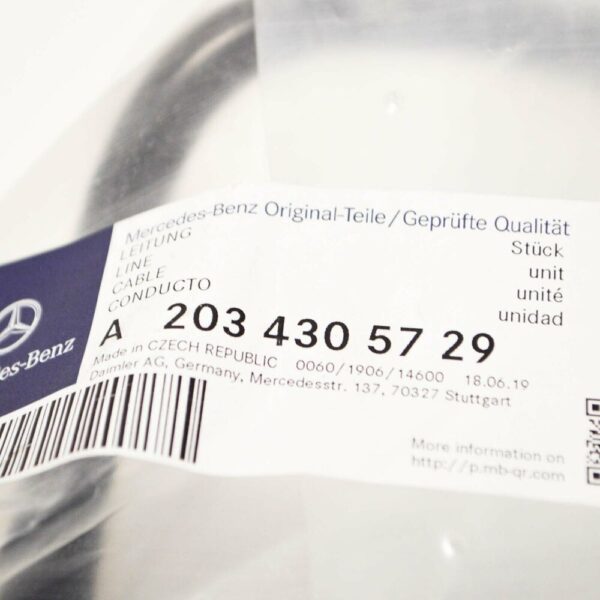 Mercedes-Benz Original-Teile/Geprüfte Qualität
LEITUNG
LINE
CABLE
CONDUCTO
Stück
unit
unité
unidad
A 203 430 57 29
Made in CZECH REPUBLIC 0060/1906/14600 18.06.19
Daimler AG, Germany, Mercedesstr. 137, 70327 Stuttgart
des-Benz
More information on
http://p.mb-qr.com